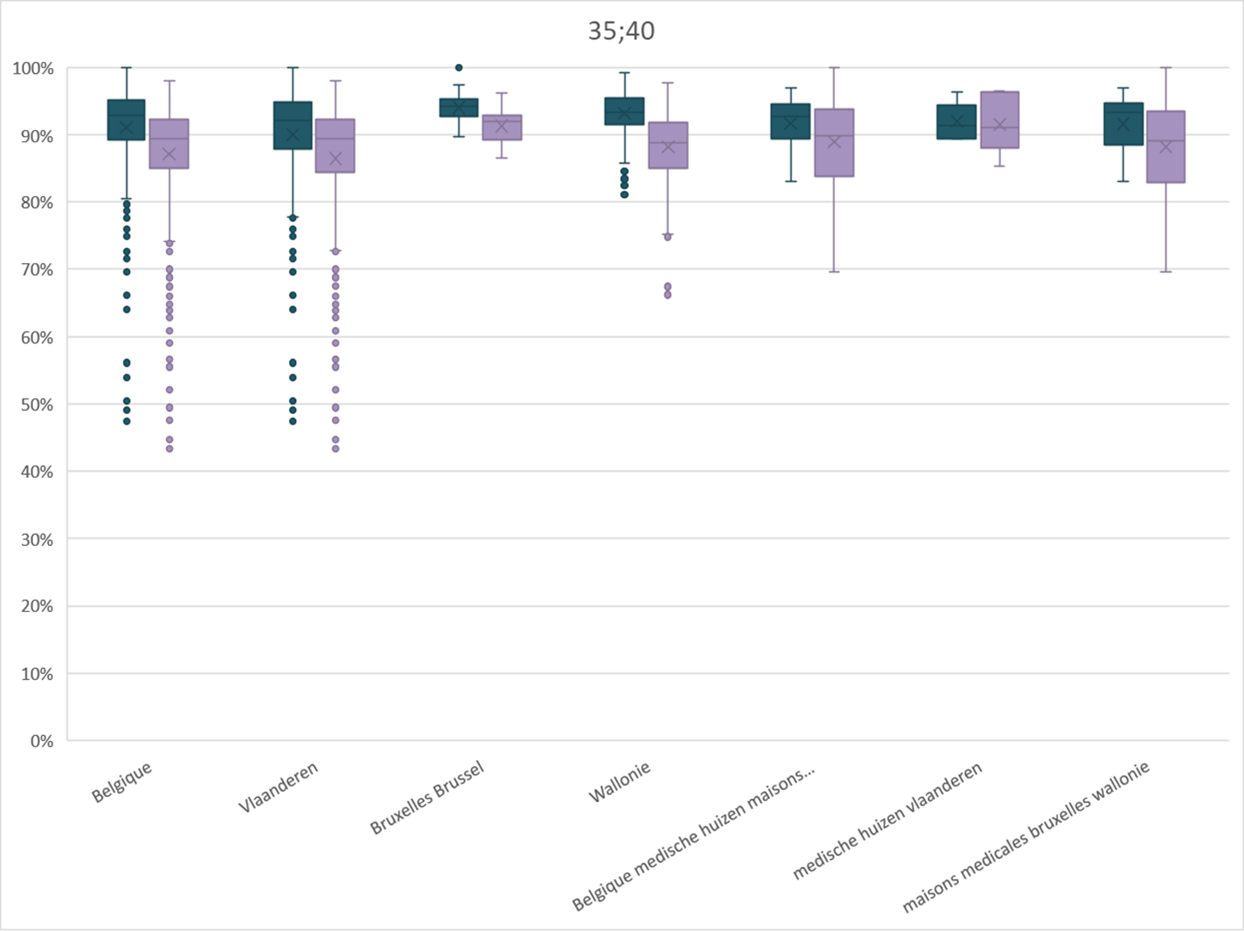 35;40
100%
90%
80%
70%
60%
50%
40%
30%
20%
10%
0%
Belgique
Vlaanderen
Bruxelles Brussel
Wallonie
Belgique medische huizen maisons...
medische huizen vlaanderen
maisons medicales bruxelles wallonie